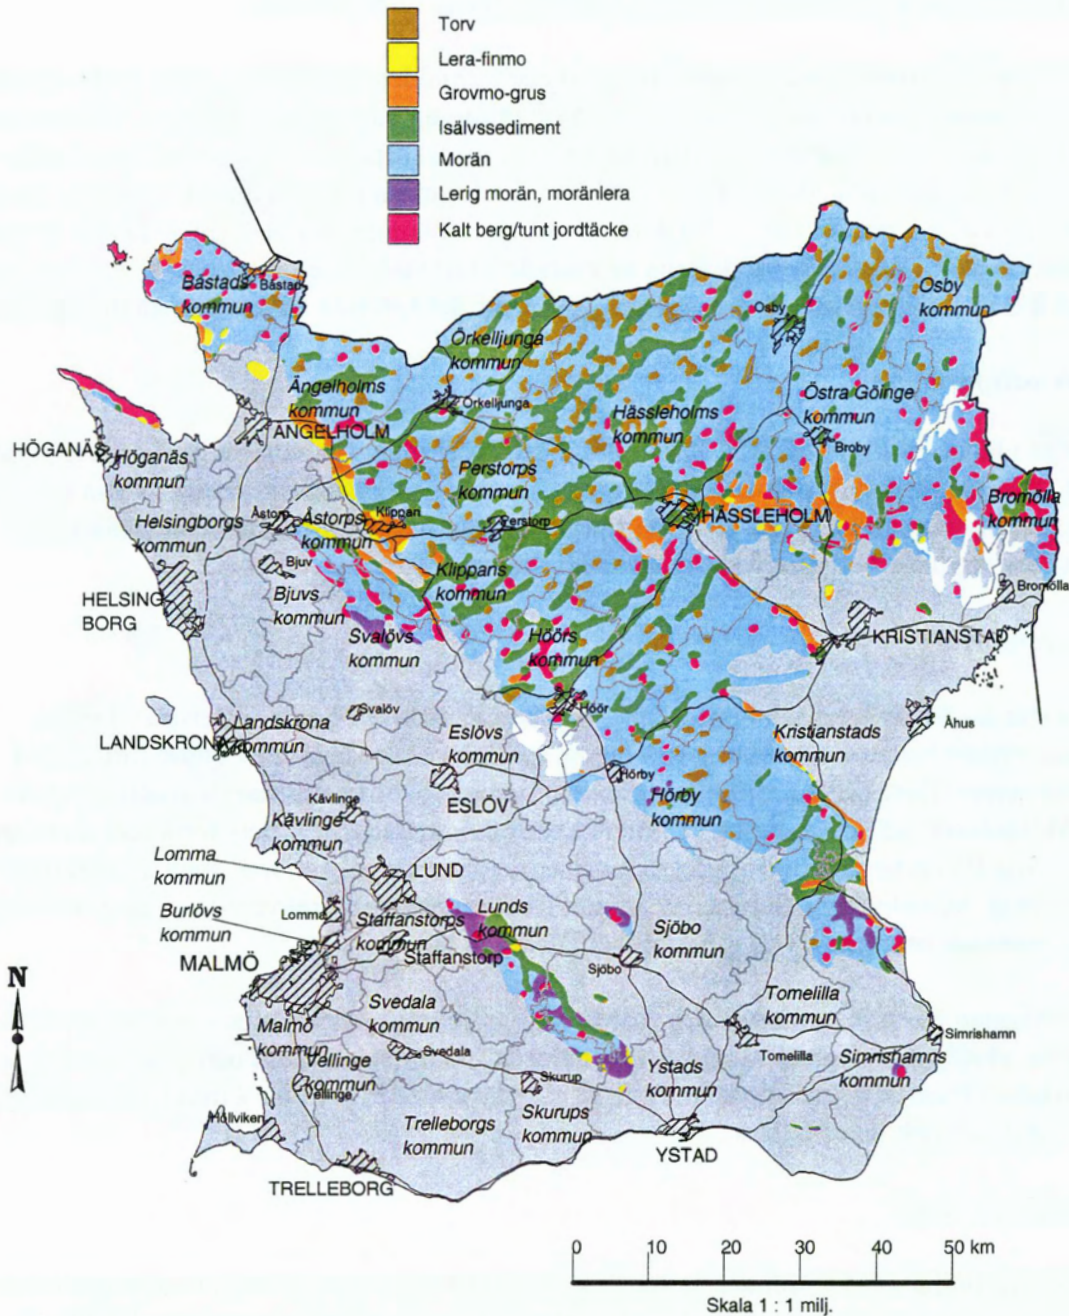 Torv
Lera-finmo
Grovmo-grus
Isälvssediment
Morän
Lerig morän, moränlera
Kalt berg/tunt jordtäcke
Båstads
kommun
Båstad
Osby
kommun
Osby
Örkelljunga
kommun
Örkelljunga
Ängelholms
kommun
ÄNGELHOLM
Hässleholms
kommun
Östra Göinge
kommun
Broby
HÖGANÄS
Höganäs
kommun
Perstorps
kommun
Perstorp
HÄSSLEHOLM
Bromölla
kommun
Bromölla
Helsingborgs
kommun
Åstorp
Åstorps
kommun
Klippan
Klippans
kommun
Bjuv
Bjuvs
kommun
HELSING
BORG
Svalövs
kommun
Höörs
kommun
Höör
KRISTIANSTAD
Åhus
Kristianstads
kommun
Svalöv
Landskrona
kommun
LANDSKRONA
Eslövs
kommun
ESLÖV
Hörby
Hörby
kommun
Kävlinge
Kävlinge
kommun
Lomma
kommun
LUND
Burlövs
kommun
Lomma
Staffanstorps
kommun
Staffanstorp
Lunds
kommun
Sjöbo
kommun
Sjöbo
MALMÖ
N
Svedala
kommun
Svedala
Tomelilla
kommun
Tomelilla
Simrishamn
Simrishamns
kommun
Malmö
kommun
Vellinge
kommun
Vellinge
Ystads
kommun
Skurup
Skurups
kommun
Höllviken
Trelleborgs
kommun
YSTAD
TRELLEBORG
0 10 20 30 40 50 km
Skala 1 : 1 milj.